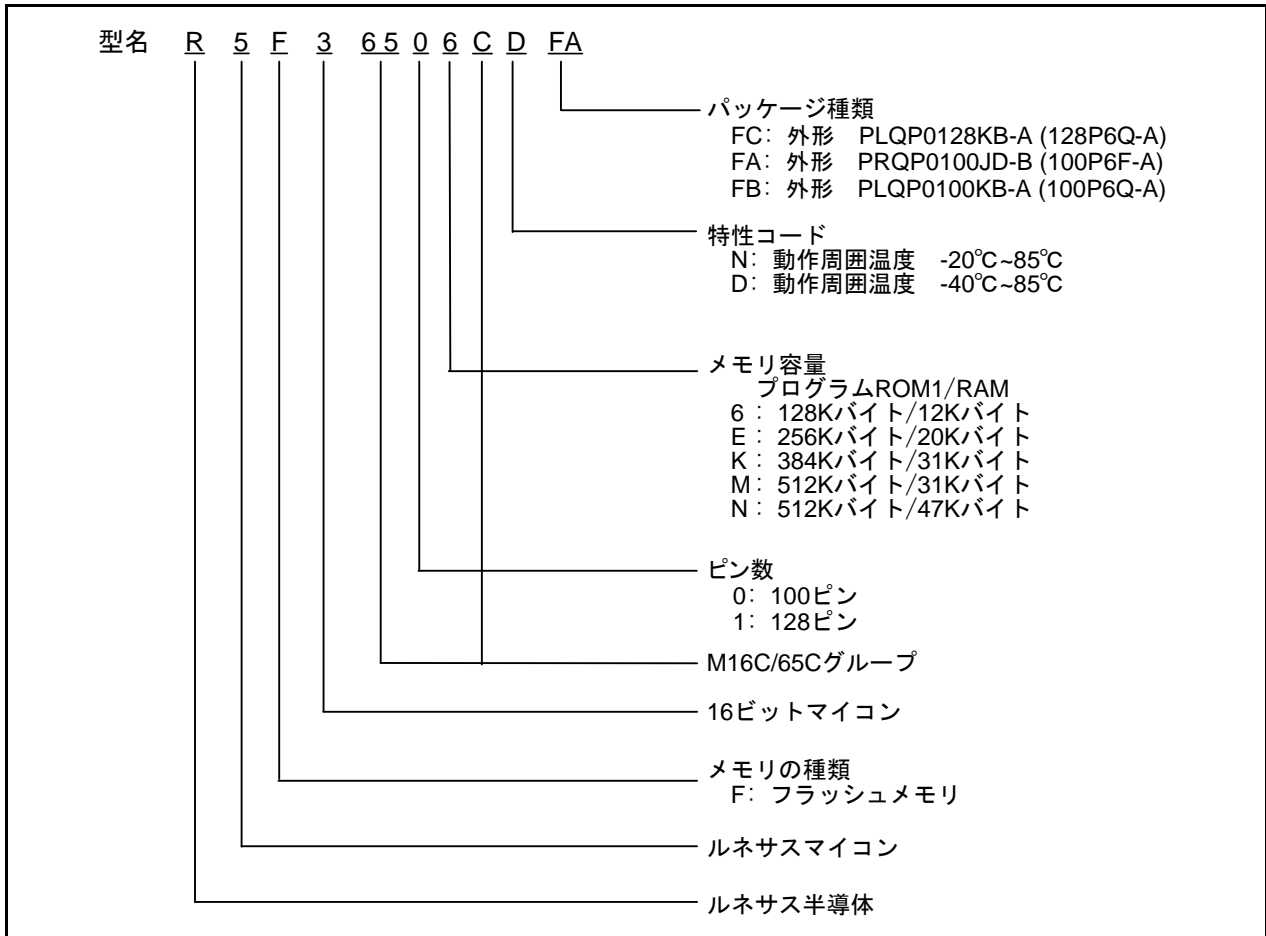 型名 R 5 F 3 65 0 6 C D FA
パッケージ種類
FC: 外形 PLQP0128KB-A (128P6Q-A)
FA: 外形 PRQP0100JD-B (100P6F-A)
FB: 外形 PLQP0100KB-A (100P6Q-A)
特性コード
N: 動作周囲温度 -20℃~85℃
D: 動作周囲温度 -40℃~85℃
メモリ容量
プログラムROM1/RAM
6 : 128Kバイト/12Kバイト
E : 256Kバイト/20Kバイト
K : 384Kバイト/31Kバイト
M : 512Kバイト/31Kバイト
N : 512Kバイト/47Kバイト
ピン数
0: 100ピン
1: 128ピン
M16C/65Cグループ
16ビットマイコン
メモリの種類
F: フラッシュメモリ
ルネサスマイコン
ルネサス半導体